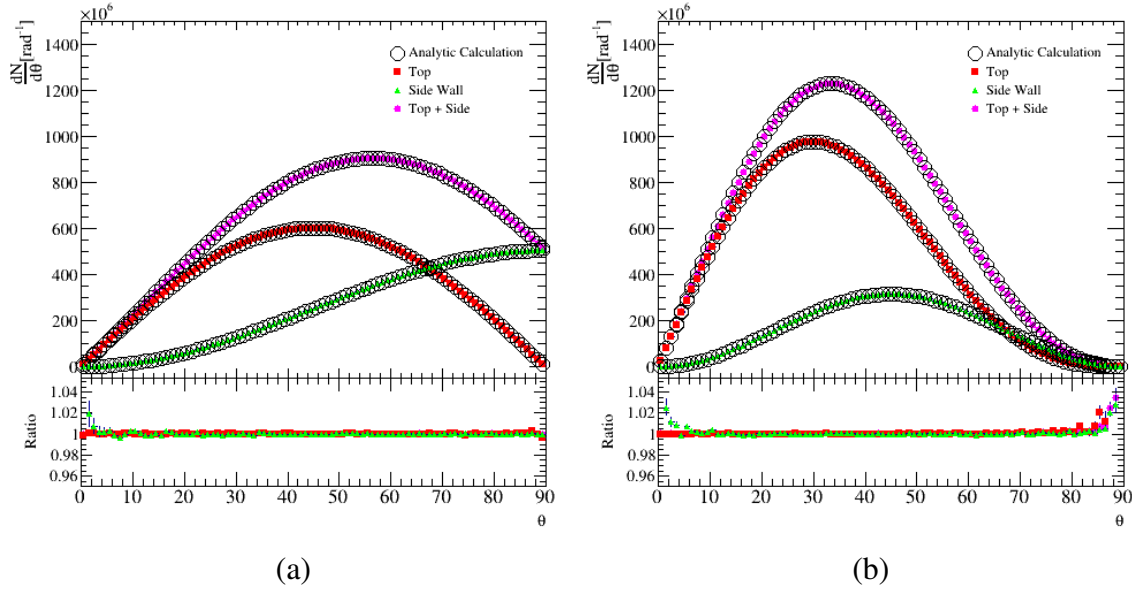 ×10⁶
dN/dθ [rad⁻¹]
1400
1200
1000
800
600
400
200
0
Analytic Calculation
Top
Side Wall
Top + Side
Ratio
1.04
1.02
1
0.98
0.96
0 10 20 30 40 50 60 70 80 90
θ
(a)
×10⁶
dN/dθ [rad⁻¹]
1400
1200
1000
800
600
400
200
0
Analytic Calculation
Top
Side Wall
Top + Side
Ratio
1.04
1.02
1
0.98
0.96
0 10 20 30 40 50 60 70 80 90
θ
(b)